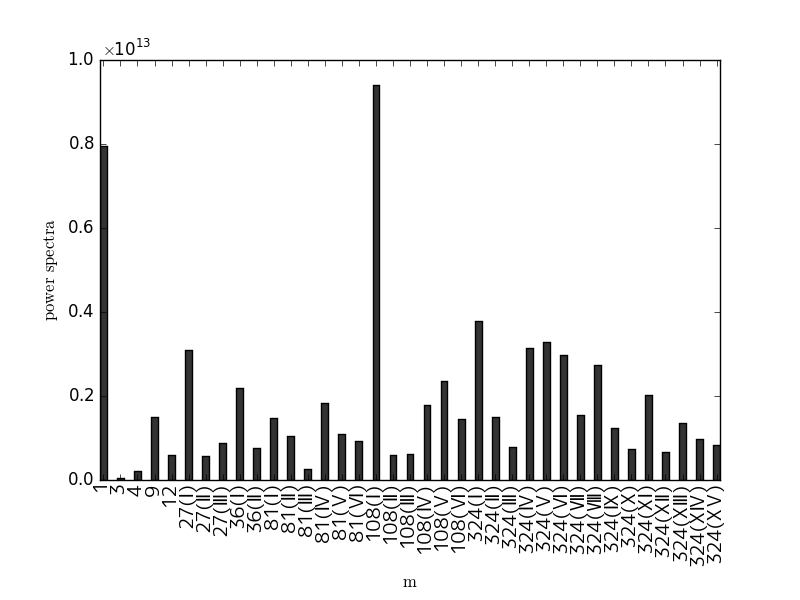 ×10¹³
1.0
0.8
0.6
0.4
0.2
0.0
power spectra
1
3
4
9
12
27(I)
27(II)
27(III)
36(I)
36(II)
81(I)
81(II)
81(III)
81(IV)
81(V)
81(VI)
108(I)
108(II)
108(III)
108(IV)
108(V)
108(VI)
324(I)
324(II)
324(III)
324(IV)
324(V)
324(VI)
324(VII)
324(VIII)
324(IX)
324(X)
324(XI)
324(XII)
324(XIII)
324(XIV)
324(XV)
m